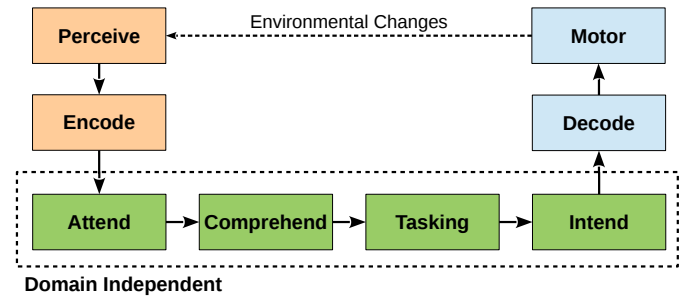 Environmental Changes
Perceive
Motor
Encode
Decode
Attend
Comprehend
Tasking
Intend
Domain Independent